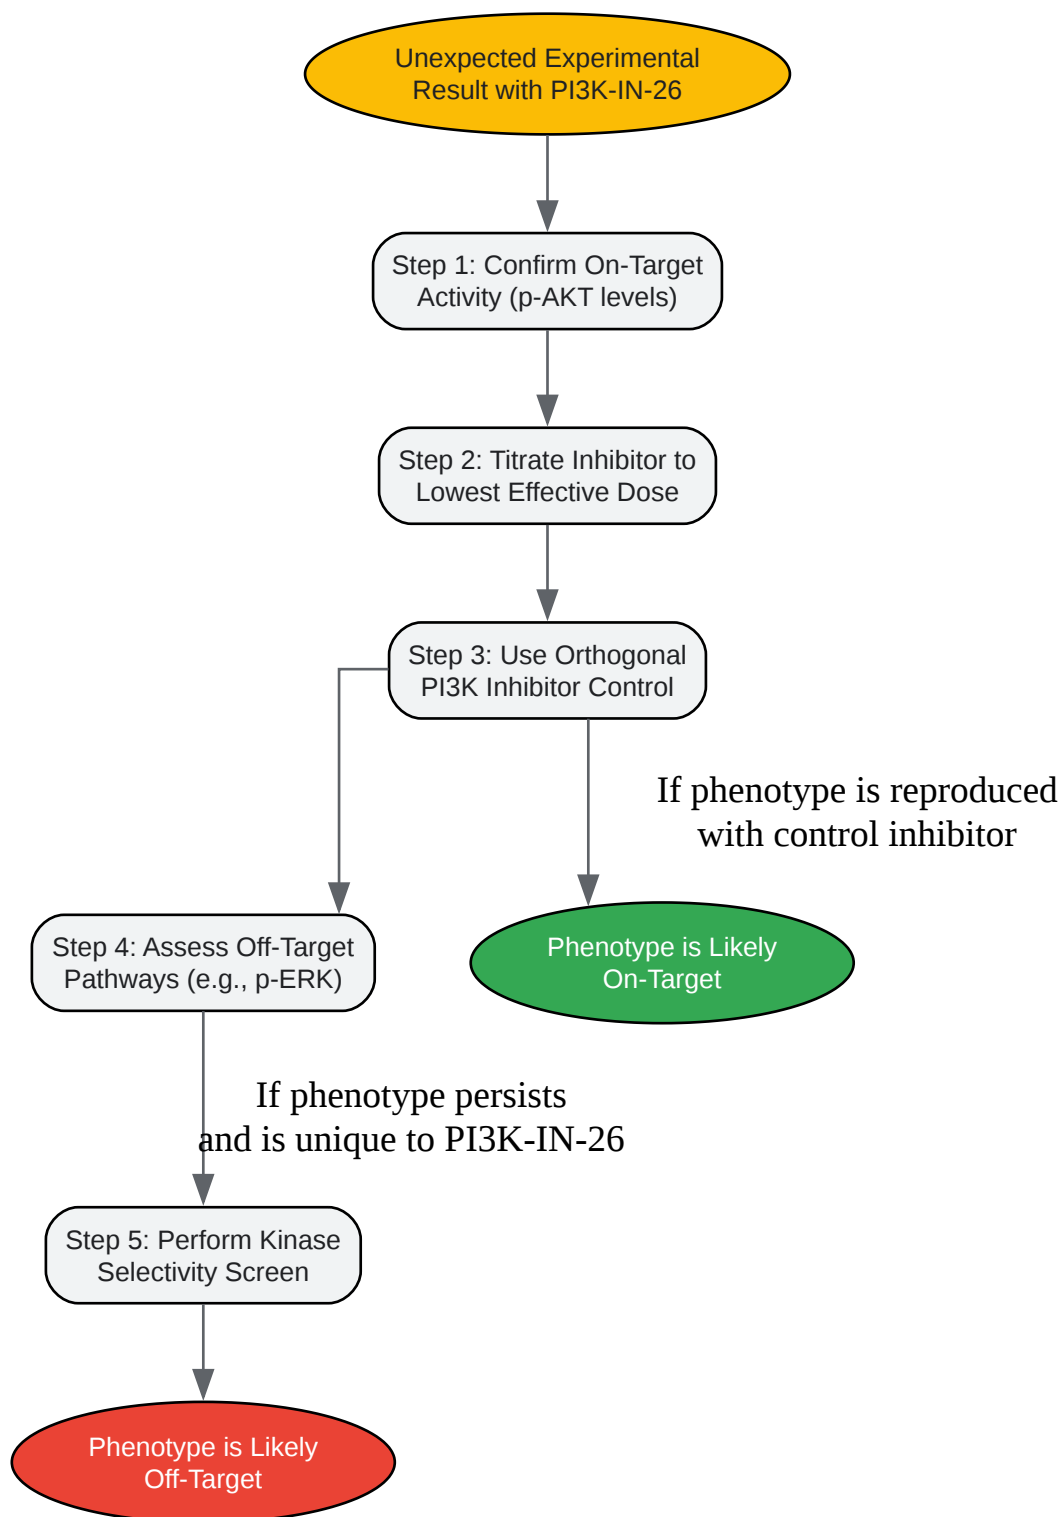 Unexpected Experimental
Result with PI3K-IN-26
Step 1: Confirm On-Target
Activity (p-AKT levels)
Step 2: Titrate Inhibitor to
Lowest Effective Dose
Step 3: Use Orthogonal
PI3K Inhibitor Control
If phenotype is reproduced
with control inhibitor
Step 4: Assess Off-Target
Pathways (e.g., p-ERK)
Phenotype is Likely
On-Target
If phenotype persists
and is unique to PI3K-IN-26
Step 5: Perform Kinase
Selectivity Screen
Phenotype is Likely
Off-Target